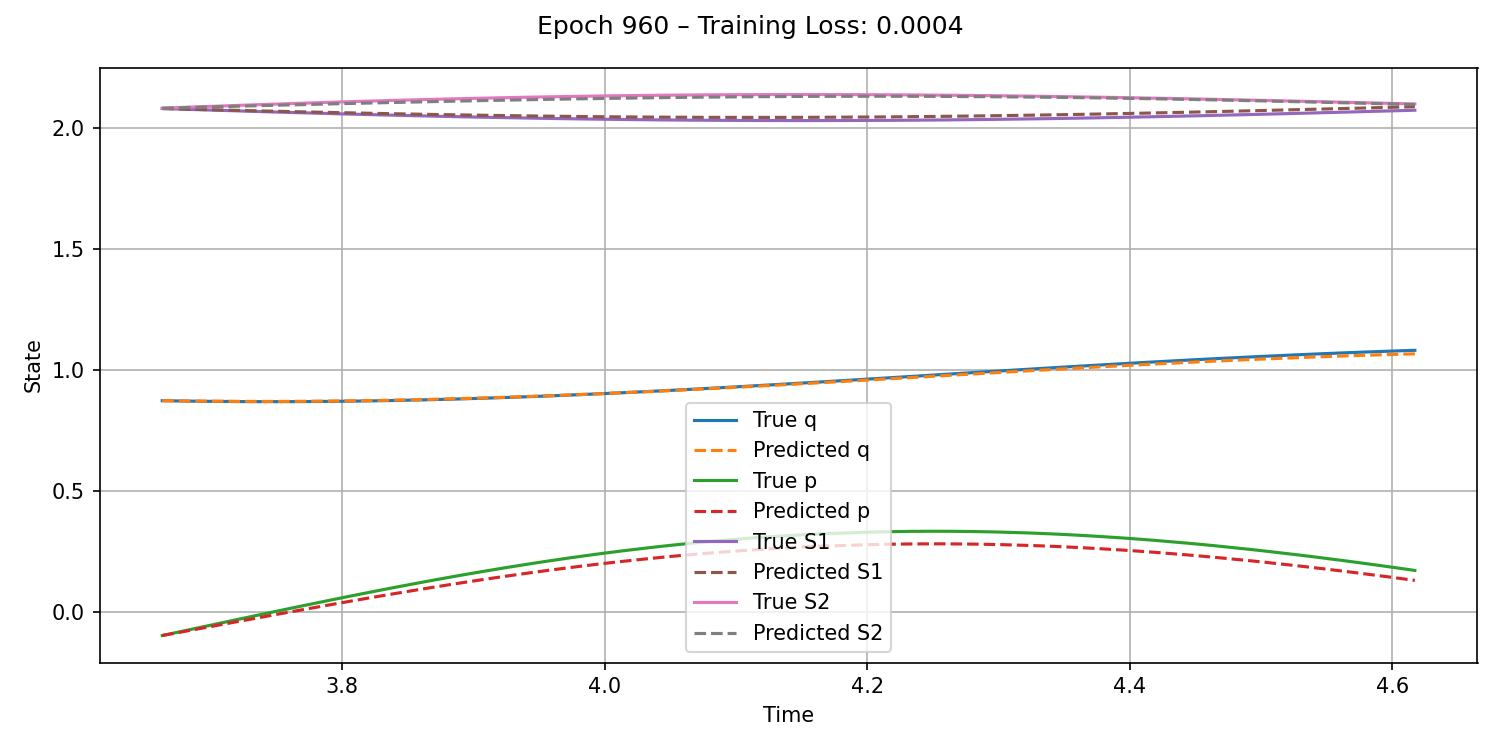 Epoch 960 – Training Loss: 0.0004
State
2.0
1.5
1.0
0.5
0.0
True q
Predicted q
True p
Predicted p
True S1
Predicted S1
True S2
Predicted S2
3.8 4.0 4.2 4.4 4.6
Time